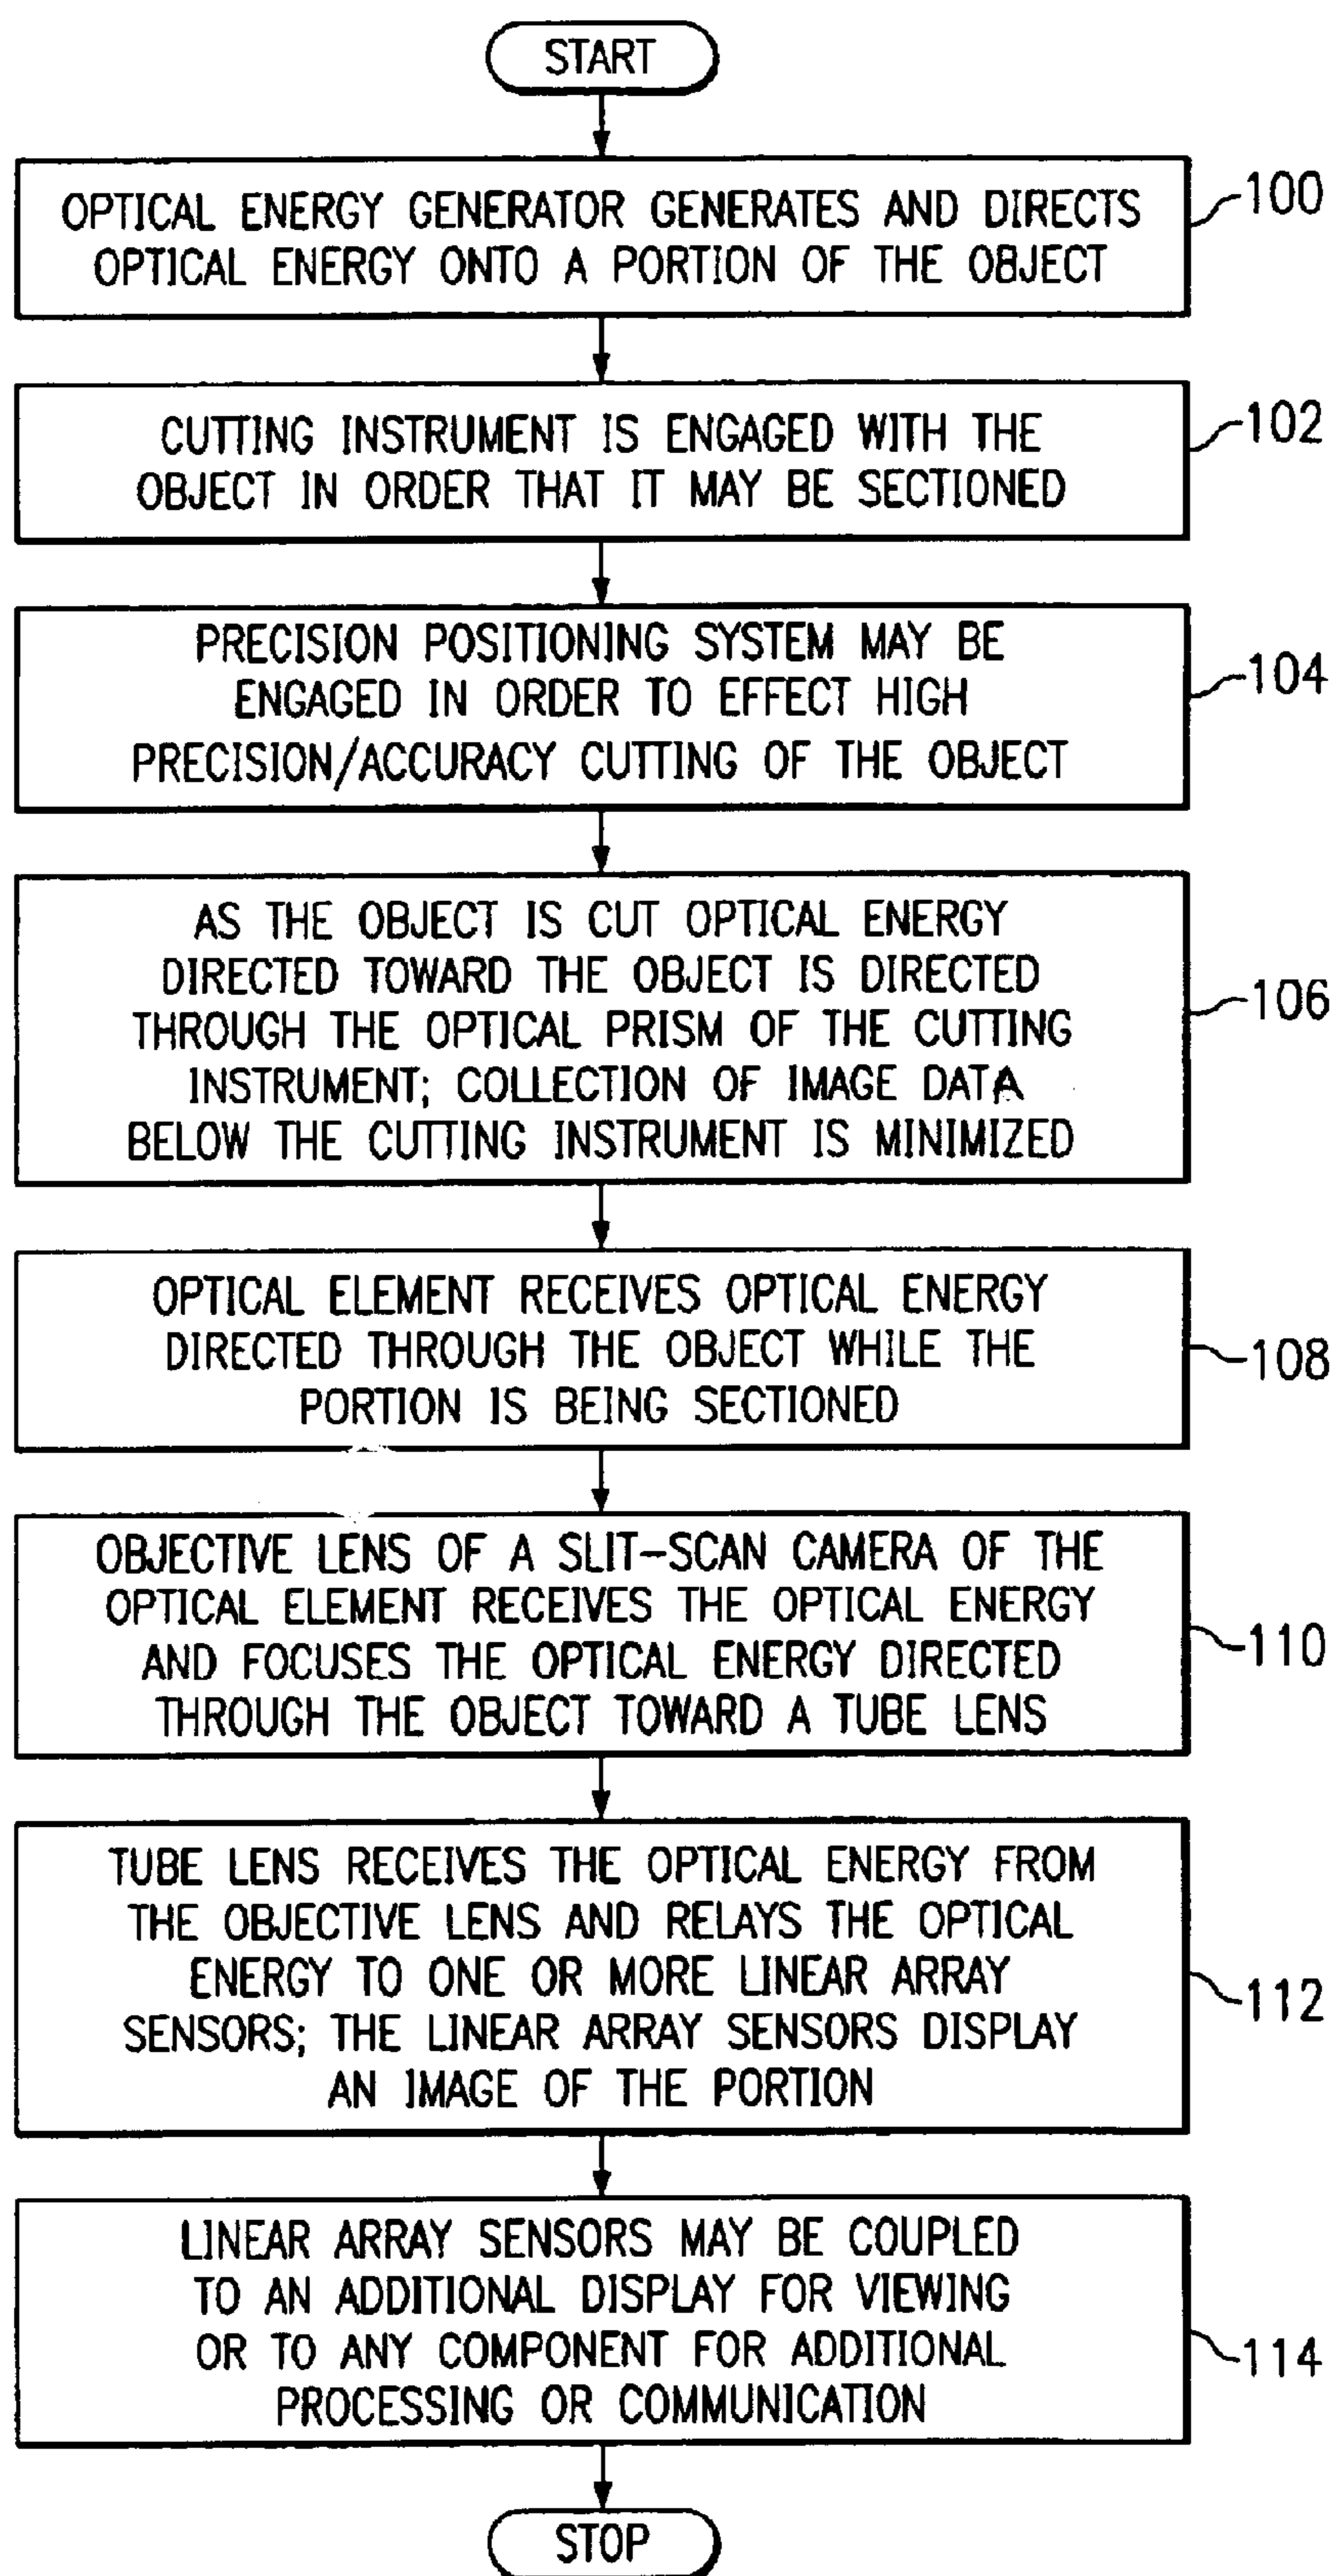 START
OPTICAL ENERGY GENERATOR GENERATES AND DIRECTS
OPTICAL ENERGY ONTO A PORTION OF THE OBJECT
100
CUTTING INSTRUMENT IS ENGAGED WITH THE
OBJECT IN ORDER THAT IT MAY BE SECTIONED
102
PRECISION POSITIONING SYSTEM MAY BE
ENGAGED IN ORDER TO EFFECT HIGH
PRECISION/ACCURACY CUTTING OF THE OBJECT
104
AS THE OBJECT IS CUT OPTICAL ENERGY
DIRECTED TOWARD THE OBJECT IS DIRECTED
THROUGH THE OPTICAL PRISM OF THE CUTTING
INSTRUMENT; COLLECTION OF IMAGE DATA
BELOW THE CUTTING INSTRUMENT IS MINIMIZED
106
OPTICAL ELEMENT RECEIVES OPTICAL ENERGY
DIRECTED THROUGH THE OBJECT WHILE THE
PORTION IS BEING SECTIONED
108
OBJECTIVE LENS OF A SLIT-SCAN CAMERA OF THE
OPTICAL ELEMENT RECEIVES THE OPTICAL ENERGY
AND FOCUSES THE OPTICAL ENERGY DIRECTED
THROUGH THE OBJECT TOWARD A TUBE LENS
110
TUBE LENS RECEIVES THE OPTICAL ENERGY FROM
THE OBJECTIVE LENS AND RELAYS THE OPTICAL
ENERGY TO ONE OR MORE LINEAR ARRAY
SENSORS; THE LINEAR ARRAY SENSORS DISPLAY
AN IMAGE OF THE PORTION
112
LINEAR ARRAY SENSORS MAY BE COUPLED
TO AN ADDITIONAL DISPLAY FOR VIEWING
OR TO ANY COMPONENT FOR ADDITIONAL
PROCESSING OR COMMUNICATION
114
STOP